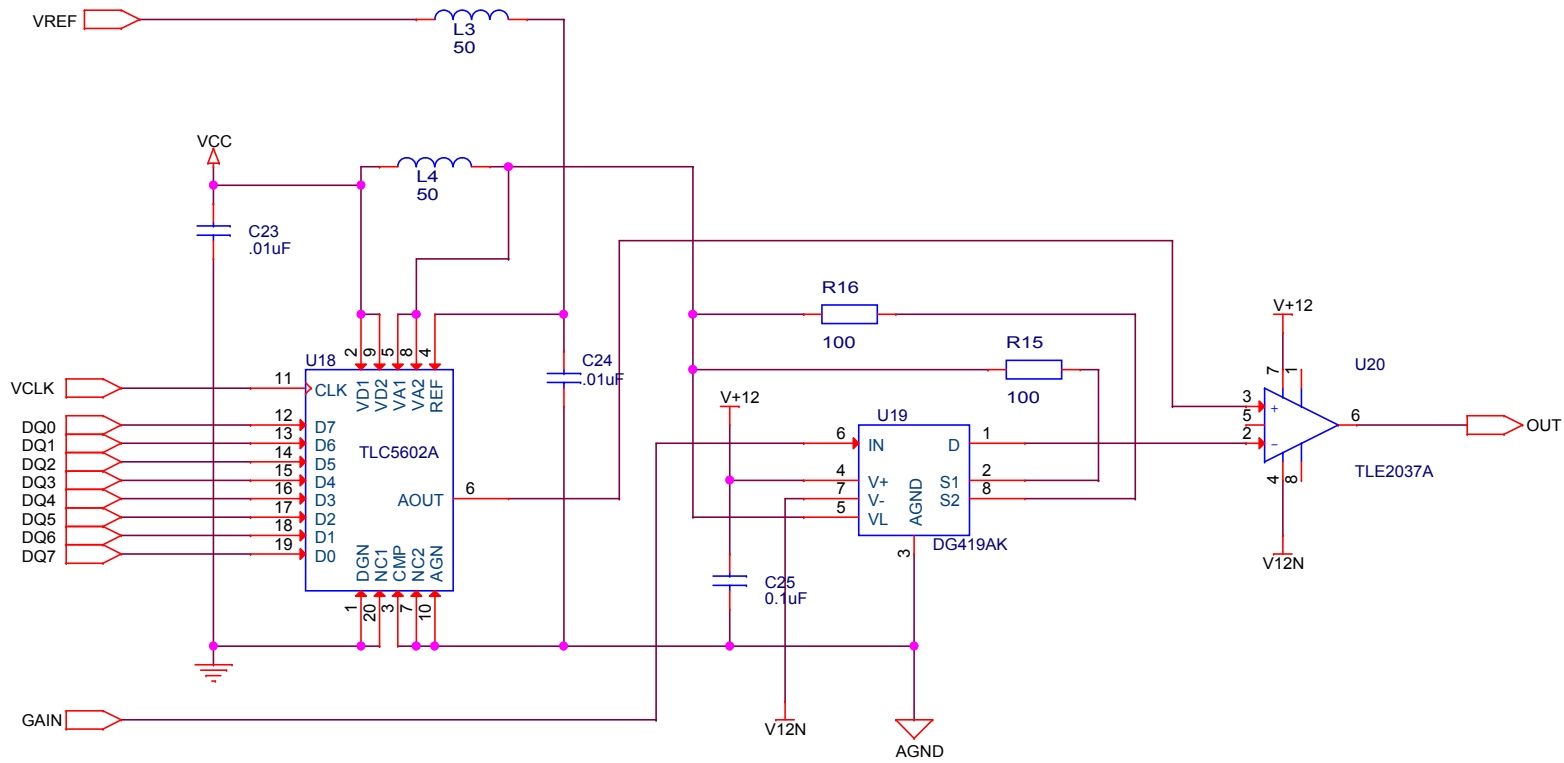 VREF
L3
50
VCC
L4
50
C23
.01uF
R16
100
R15
100
V+12
U20
7
1
3
+
5
2
−
6
OUT
4
8
TLE2037A
V12N
C24
.01uF
U18
2
9
5
8
4
VD1
VD2
VA1
VA2
REF
VCLK
11
CLK
DQ0
12
D7
DQ1
13
D6
DQ2
14
D5
DQ3
15
D4
DQ4
16
D3
DQ5
17
D2
DQ6
18
D1
DQ7
19
D0
TLC5602A
AOUT
6
DGN
NC1
CMP
NC2
AGN
1
20
3
7
10
V+12
U19
6
IN
D
1
4
V+
S1
2
7
V-
S2
8
5
VL
AGND
3
DG419AK
C25
0.1uF
GAIN
V12N
AGND